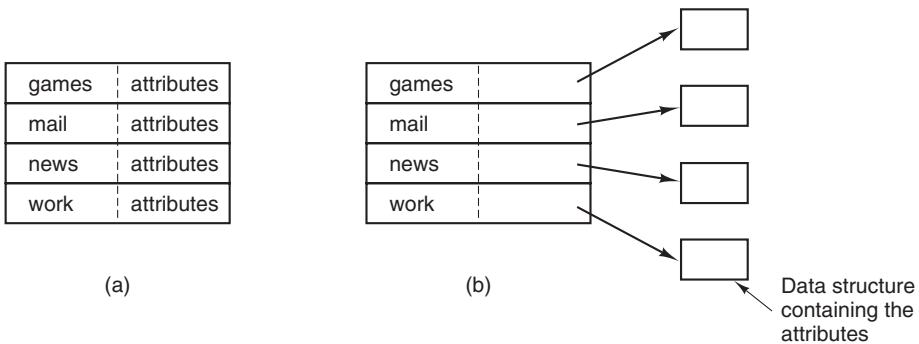 games attributes
mail attributes
news attributes
work attributes
(a)
games
mail
news
work
(b)
Data structure
containing the
attributes